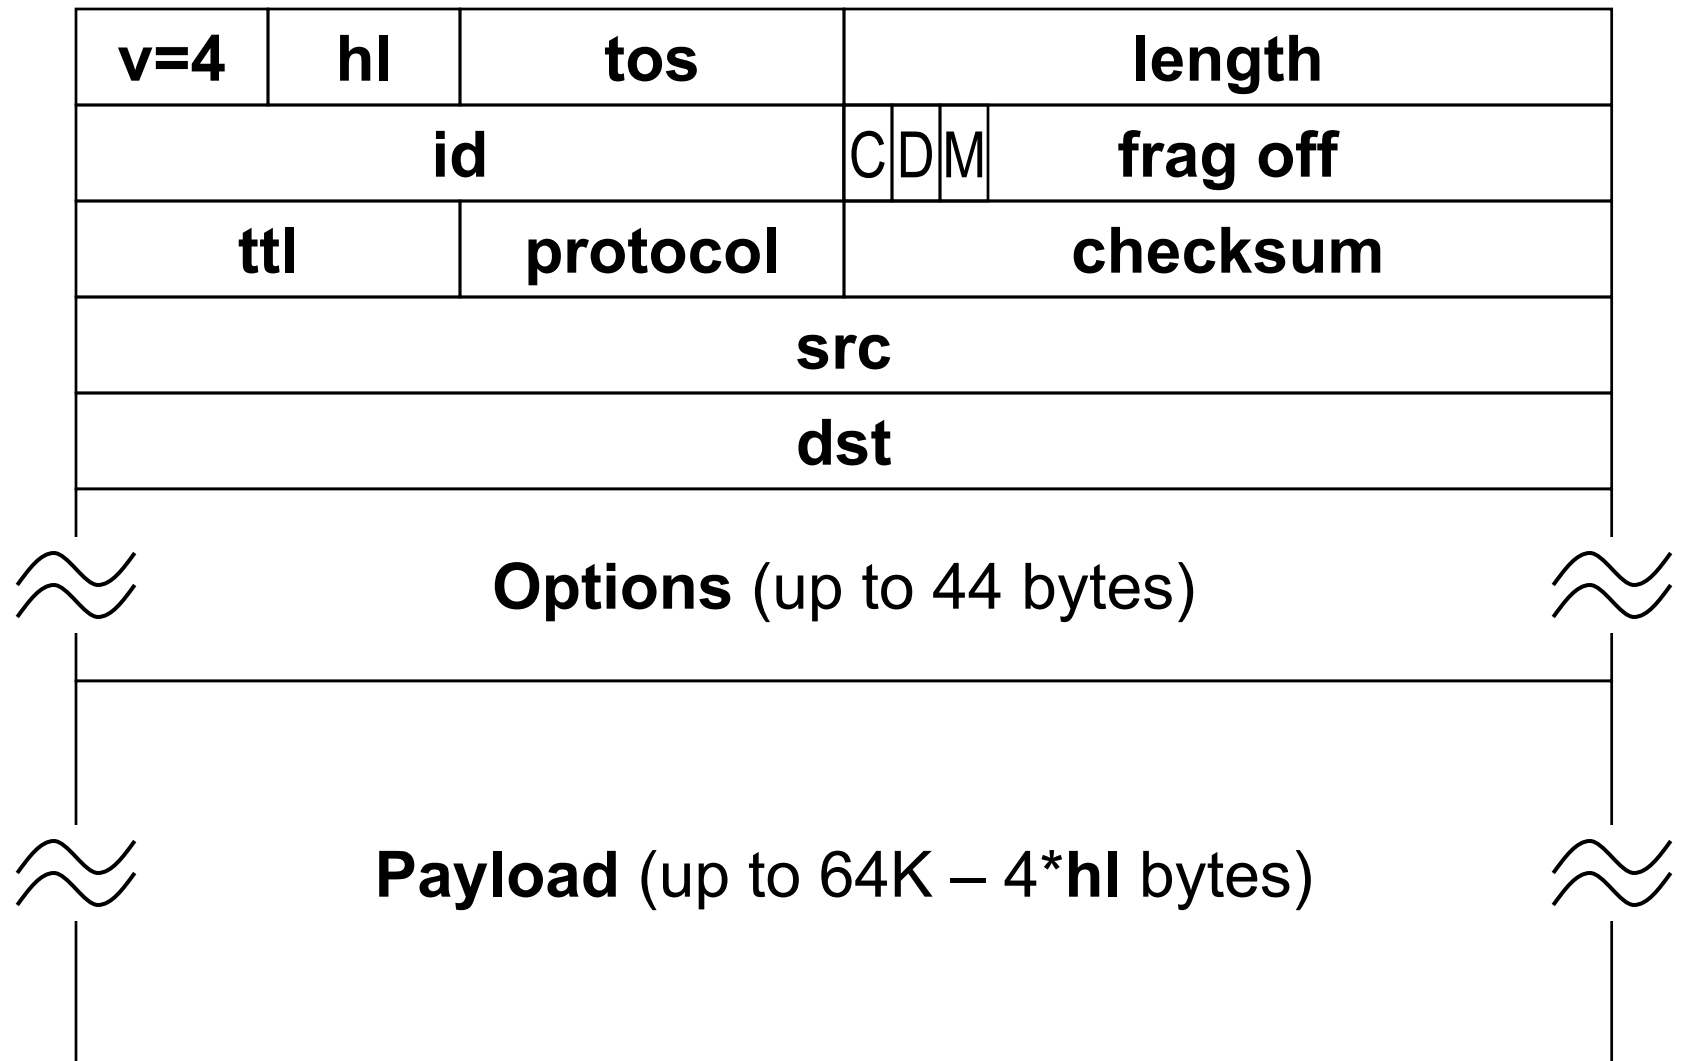 v=4 hl tos length
id C D M frag off
ttl protocol checksum
src
dst
Options (up to 44 bytes)
Payload (up to 64K – 4*hl bytes)